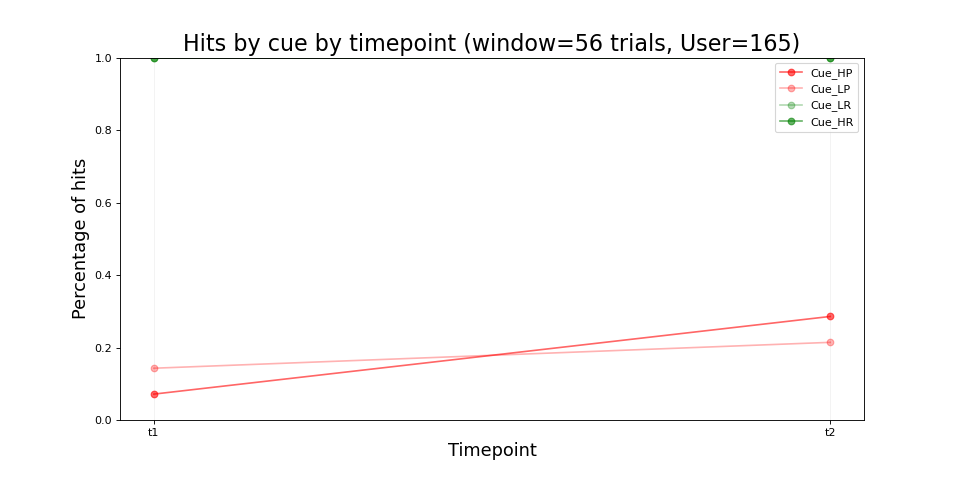 Hits by cue by timepoint (window=56 trials, User=165)
1.0
0.8
0.6
0.4
0.2
0.0
Percentage of hits
Cue_HP
Cue_LP
Cue_LR
Cue_HR
t1
t2
Timepoint